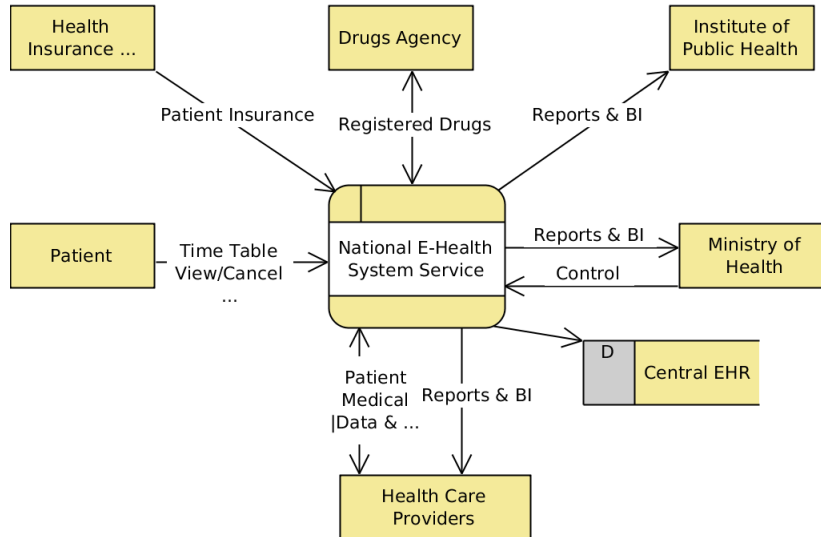 Health
Insurance ...
Drugs Agency
Institute of
Public Health
Patient Insurance
Registered Drugs
Reports & BI
Patient
Time Table
View/Cancel
...
National E-Health
System Service
Reports & BI
Control
Ministry of
Health
D
Central EHR
Patient
Medical
|Data & ...
Reports & BI
Health Care
Providers